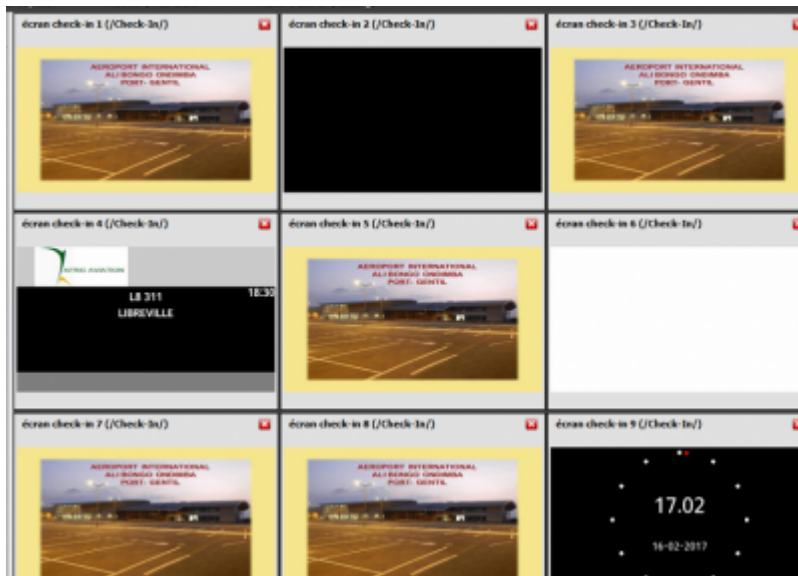 écran check-in 1 (/Check-In/)
AEROPORT INTERNATIONAL
ALI BONGO ONDIMBA
PORT- GENTIL
écran check-in 2 (/Check-In/)
écran check-in 3 (/Check-In/)
AEROPORT INTERNATIONAL
ALI BONGO ONDIMBA
PORT- GENTIL
écran check-in 4 (/Check-In/)
AVIATION
L8 311
18:30
LIBREVILLE
écran check-in 5 (/Check-In/)
AEROPORT INTERNATIONAL
ALI BONGO ONDIMBA
PORT- GENTIL
écran check-in 6 (/Check-In/)
écran check-in 7 (/Check-In/)
AEROPORT INTERNATIONAL
ALI BONGO ONDIMBA
PORT- GENTIL
écran check-in 8 (/Check-In/)
AEROPORT INTERNATIONAL
ALI BONGO ONDIMBA
PORT- GENTIL
écran check-in 9 (/Check-In/)
17.02
16-02-2017